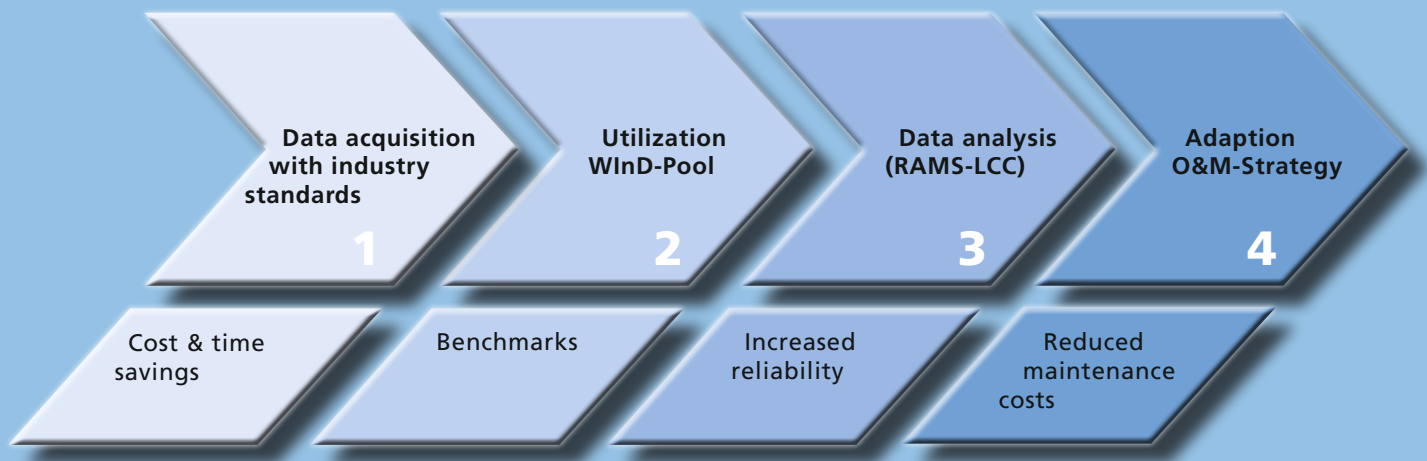 Data acquisition
with industry
standards
1
Utilization
WInD-Pool
2
Data analysis
(RAMS-LCC)
3
Adaption
O&M-Strategy
4
Cost & time
savings
Benchmarks
Increased
reliability
Reduced
maintenance
costs